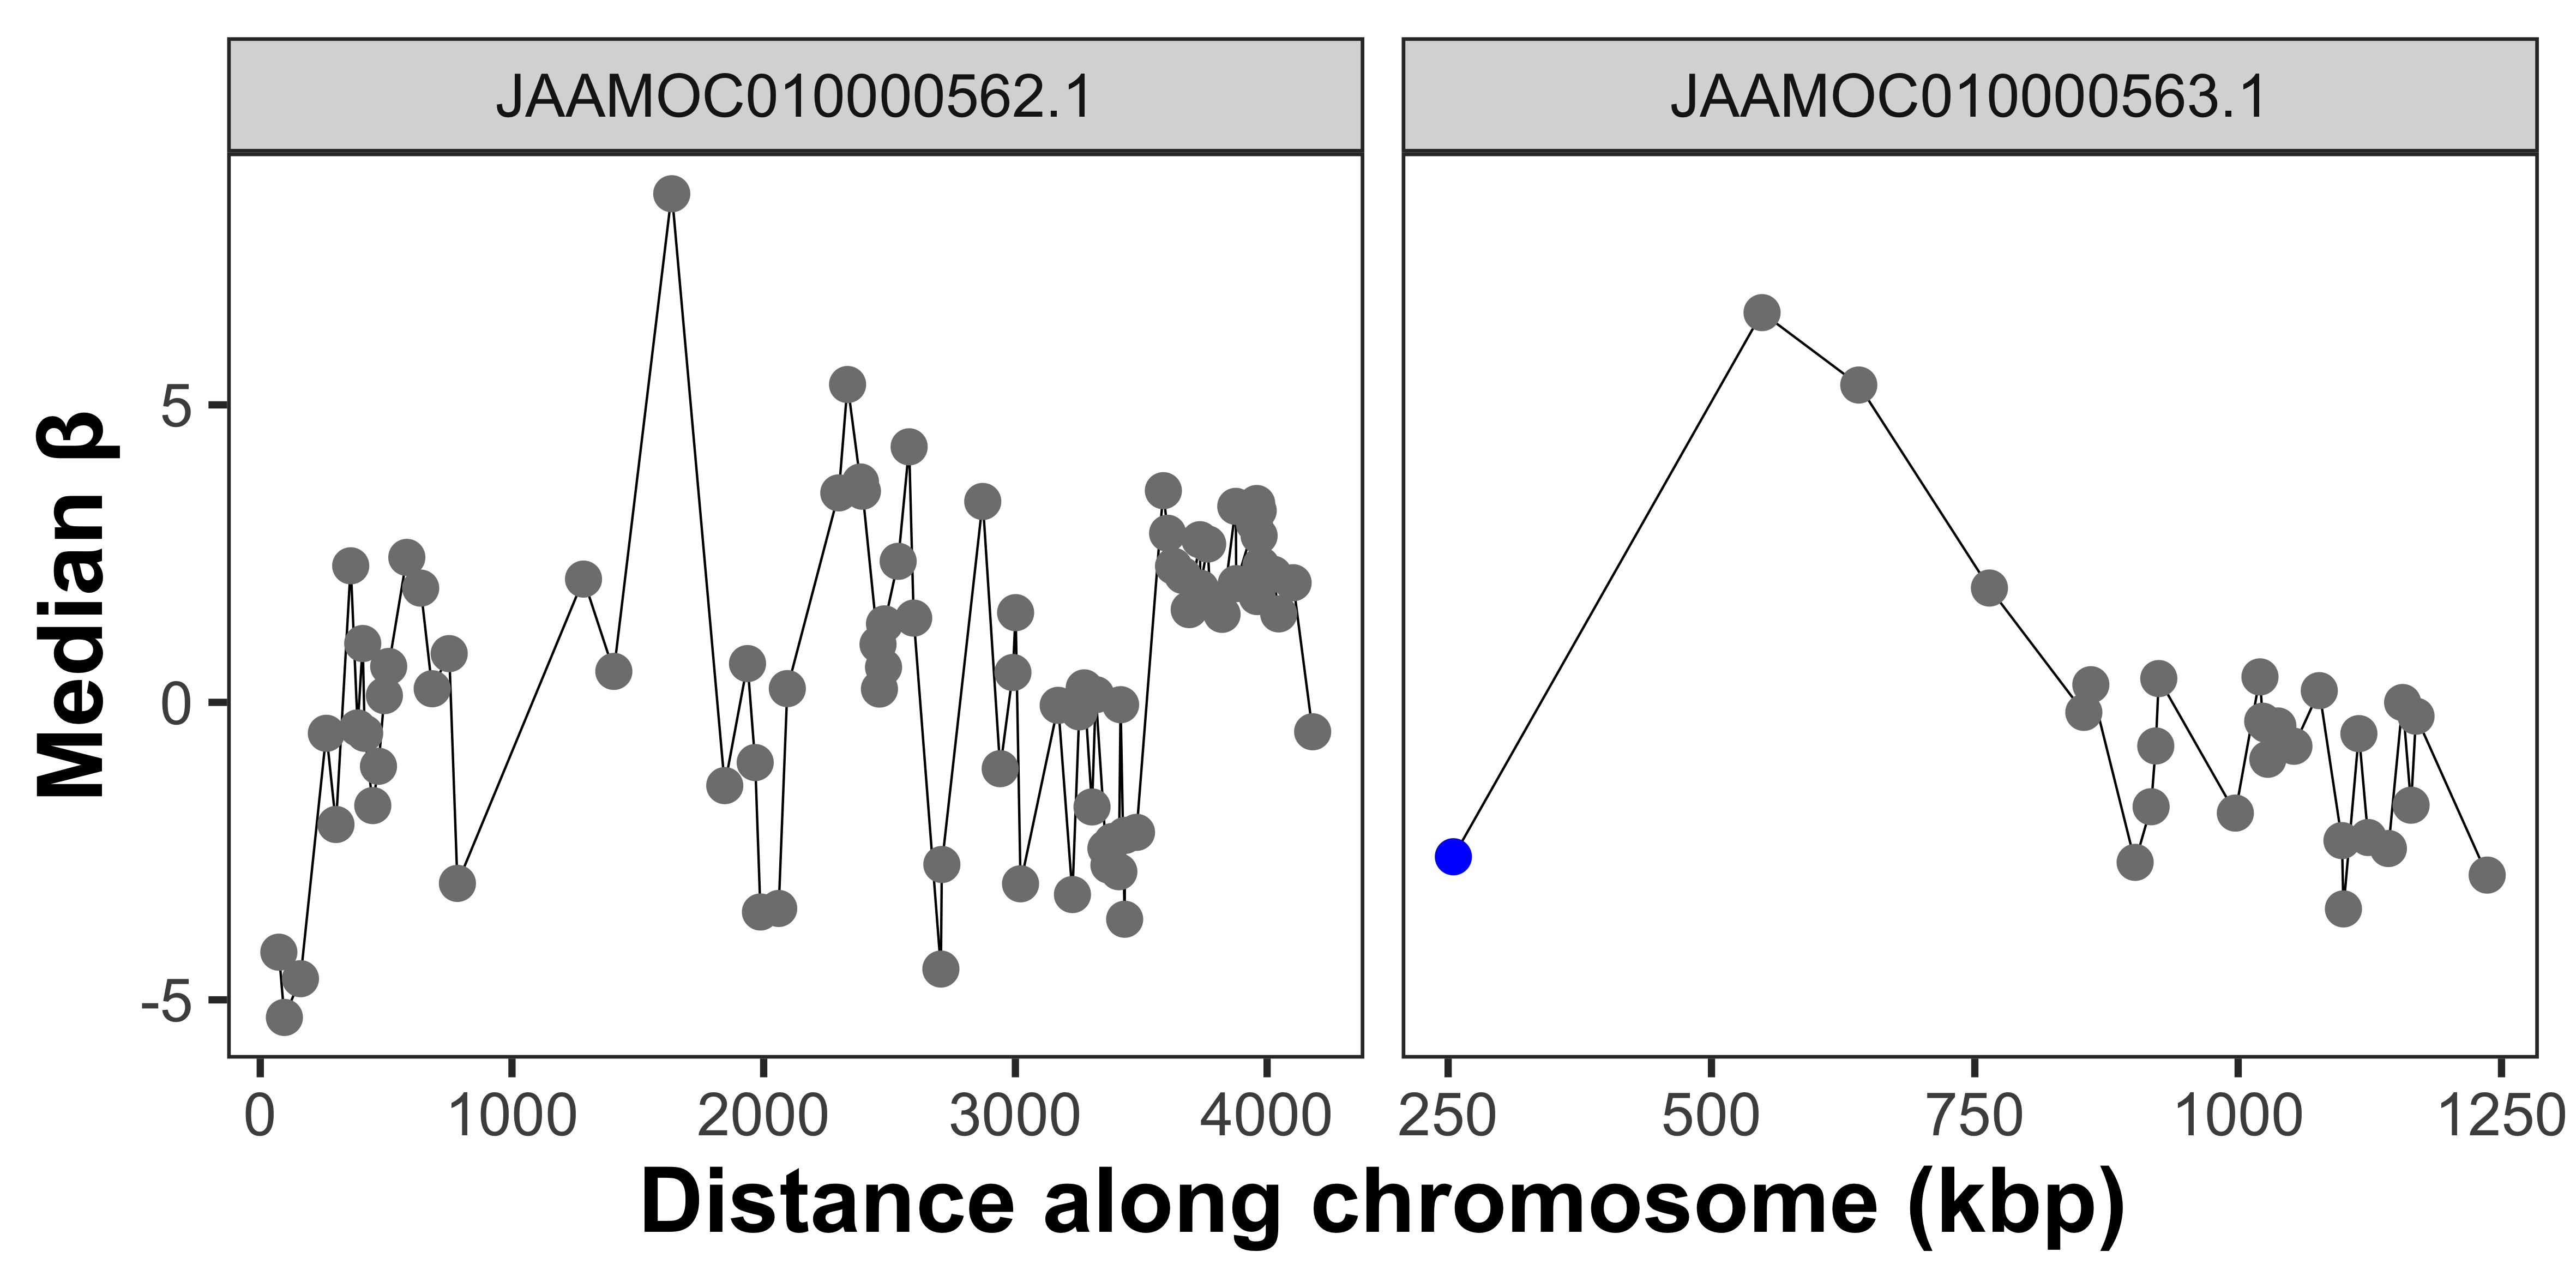 JAAMOC010000562.1 JAAMOC010000563.1
Median β
5
0
-5
0 1000 2000 3000 4000 250 500 750 1000 1250
Distance along chromosome (kbp)